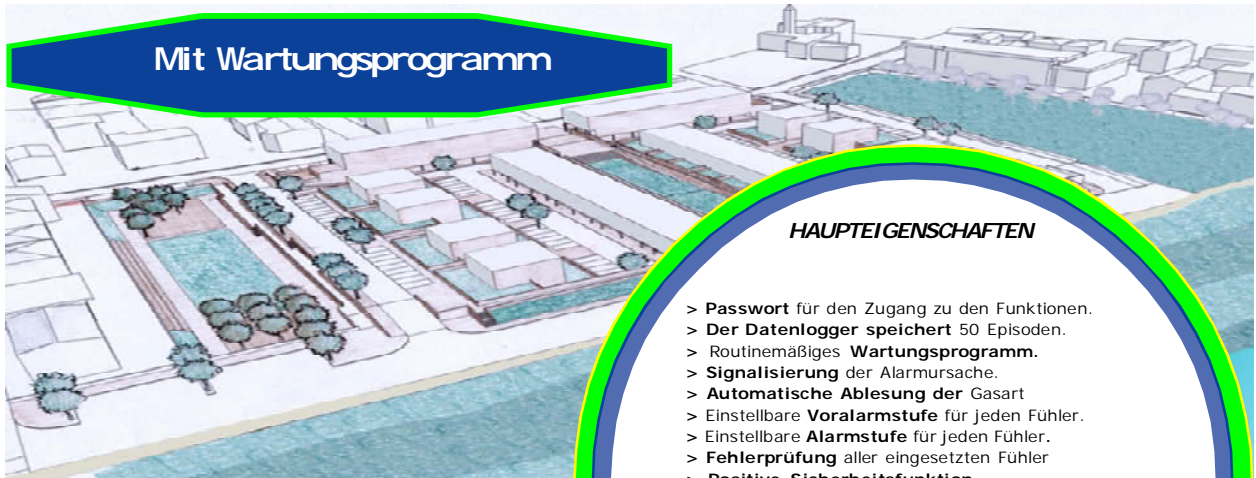 Mit Wartungsprogramm
HAUPTEIGENSCHAFTEN
> Passwort für den Zugang zu den Funktionen.
> Der Datenlogger speichert 50 Episoden.
> Routinemäßiges Wartungsprogramm.
> Signalisierung der Alarmursache.
> Automatische Ablesung der Gasart
> Einstellbare Voralarmstufe für jeden Fühler.
> Einstellbare Alarmstufe für jeden Fühler.
> Fehlerprüfung aller eingesetzten Fühler
> Positive Sicherheitsfunktion